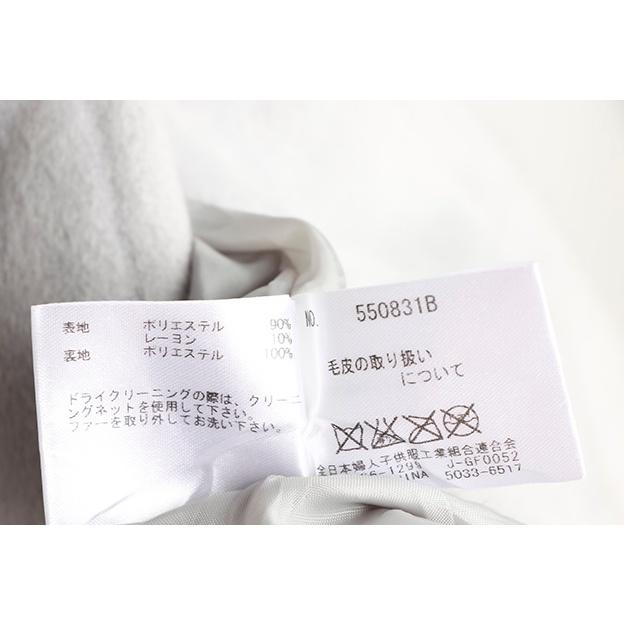 表地 ポリエステル 90%
レーヨン 10%
裏地 ポリエステル 100%
ドライクリーニングの際は、クリーニ
ングネットを使用して下さい。
ファーを取り外してお洗い下さい。
NO. 550831B
毛皮の取り扱い
について
全日本婦人子供服工業組合連合会
J-GF0052
5033-6517